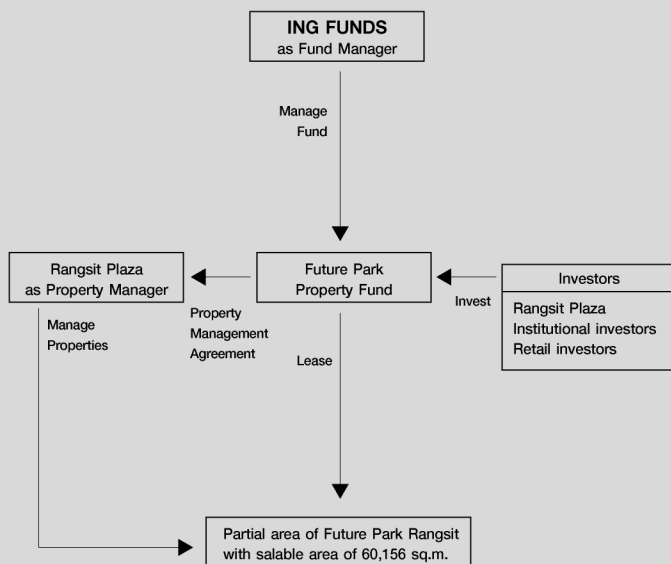 ING FUNDS
as Fund Manager
Manage
Fund
Rangsit Plaza
as Property Manager
Future Park
Property Fund
Investors
Rangsit Plaza
Institutional investors
Retail investors
Invest
Property
Management
Agreement
Manage
Properties
Lease
Partial area of Future Park Rangsit
with salable area of 60,156 sq.m.